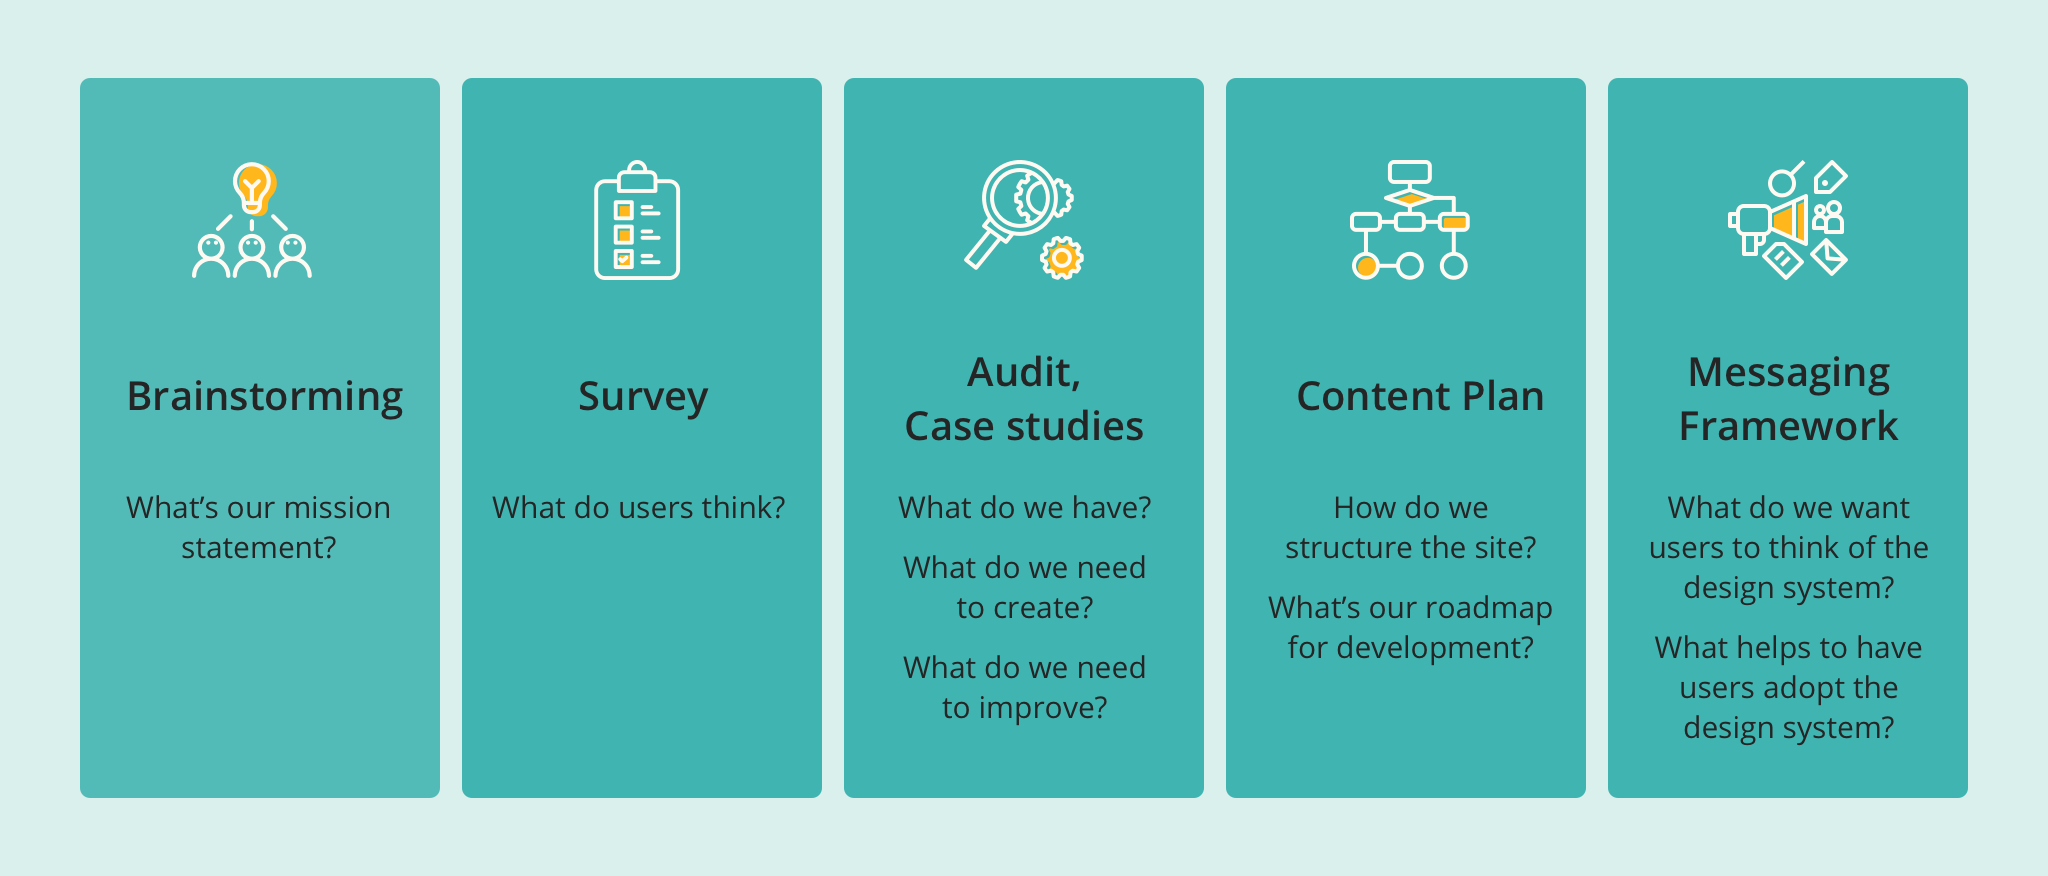 Brainstorming
What’s our mission
statement?
Survey
What do users think?
Audit,
Case studies
What do we have?
What do we need
to create?
What do we need
to improve?
Content Plan
How do we
structure the site?
What’s our roadmap
for development?
Messaging
Framework
What do we want
users to think of the
design system?
What helps to have
users adopt the
design system?